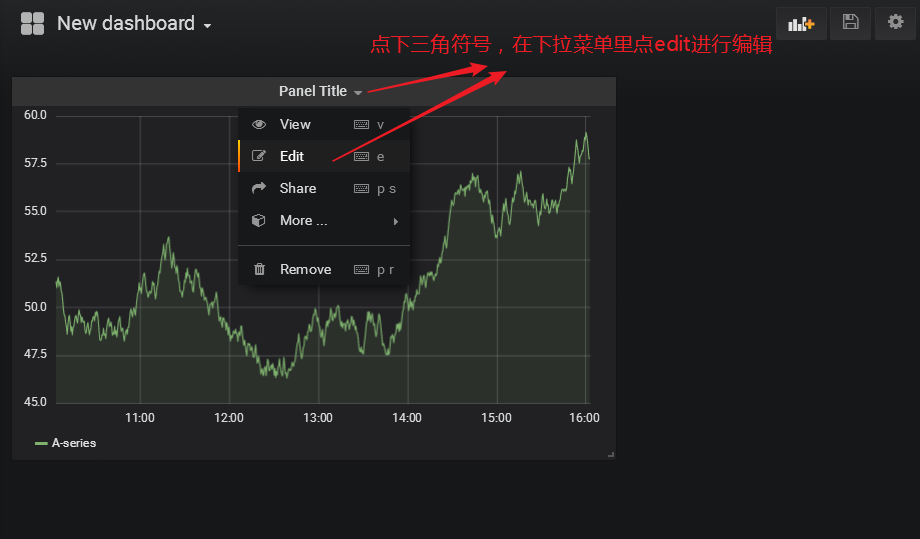 New dashboard
点下三角符号，在下拉菜单里点edit进行编辑
Panel Title
60.0
57.5
55.0
52.5
50.0
47.5
45.0
View v
Edit e
Share p s
More ...
Remove p r
11:00 12:00 13:00 14:00 15:00 16:00
A-series